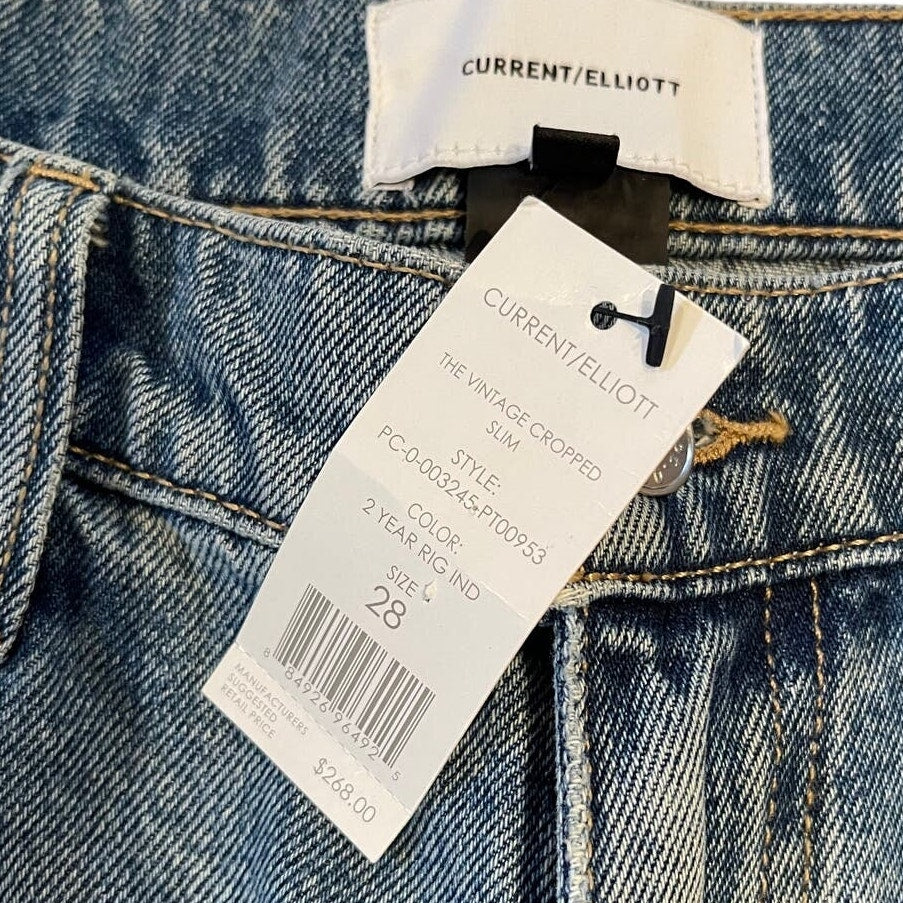 CURRENT/ELLIOTT
CURRENT/ELLIOTT
THE VINTAGE CROPPED
SLIM
STYLE:
PC-0-003245-PT00953
COLOR:
2 YEAR RIG IND
SIZE
28
8 84926 96492 5
MANUFACTURERS
SUGGESTED
RETAIL PRICE
$268.00